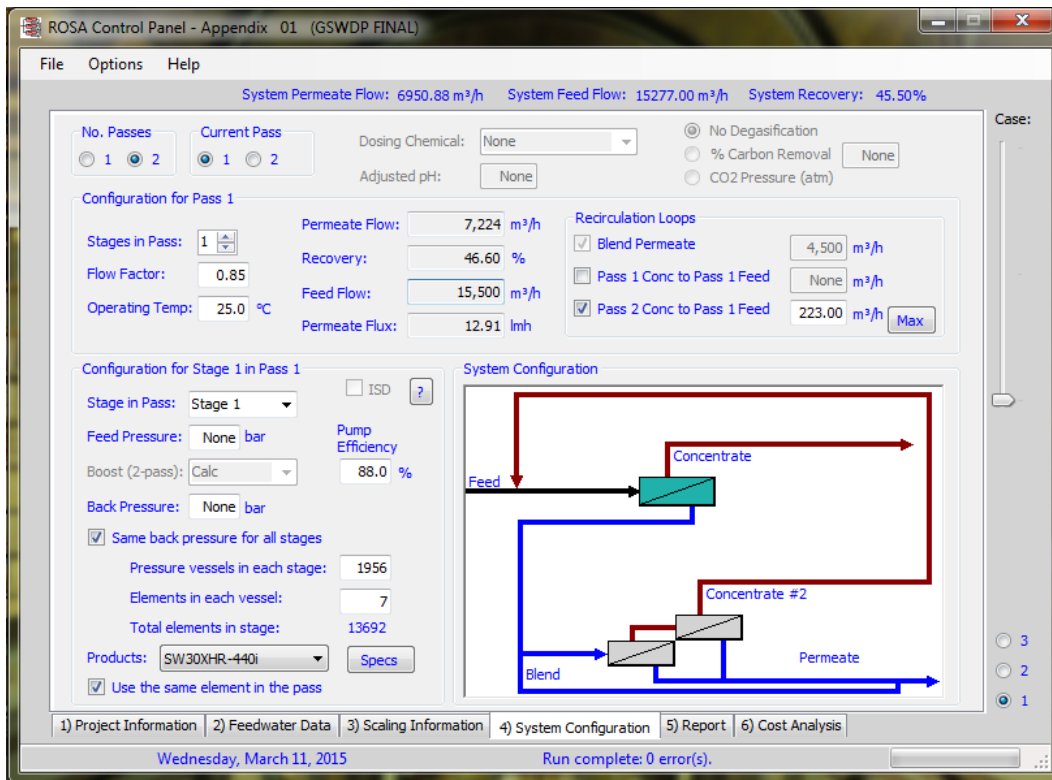 ROSA Control Panel - Appendix 01 (GSWDP FINAL)
File Options Help
System Permeate Flow: 6950.88 m³/h System Feed Flow: 15277.00 m³/h System Recovery: 45.50%
Case:
No. Passes
1 2
Current Pass
1 2
Dosing Chemical: None
Adjusted pH: None
No Degasification
% Carbon Removal None
CO2 Pressure (atm)
Configuration for Pass 1
Stages in Pass: 1
Flow Factor: 0.85
Operating Temp: 25.0 ºC
Permeate Flow: 7,224 m³/h
Recovery: 46.60 %
Feed Flow: 15,500 m³/h
Permeate Flux: 12.91 lmh
Recirculation Loops
Blend Permeate 4,500 m³/h
Pass 1 Conc to Pass 1 Feed None m³/h
Pass 2 Conc to Pass 1 Feed 223.00 m³/h Max
Configuration for Stage 1 in Pass 1
ISD ?
Stage in Pass: Stage 1
Feed Pressure: None bar
Pump Efficiency
88.0 %
Boost (2-pass): Calc
Back Pressure: None bar
Same back pressure for all stages
Pressure vessels in each stage: 1956
Elements in each vessel: 7
Total elements in stage: 13692
Products: SW30XHR-440i Specs
Use the same element in the pass
System Configuration
Concentrate
Feed
Concentrate #2
Permeate
Blend
3
2
1
1) Project Information 2) Feedwater Data 3) Scaling Information 4) System Configuration 5) Report 6) Cost Analysis
Wednesday, March 11, 2015 Run complete: 0 error(s).